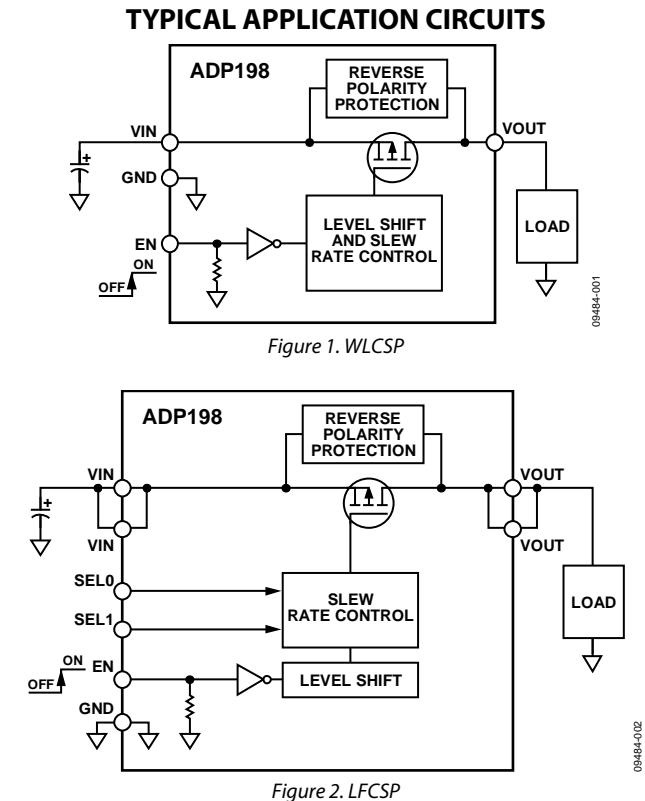 TYPICAL APPLICATION CIRCUITS
ADP198
REVERSE
POLARITY
PROTECTION
VIN
VOUT
+
GND
LEVEL SHIFT
AND SLEW
RATE CONTROL
LOAD
EN
ON
OFF
09484-001
Figure 1. WLCSP
ADP198
REVERSE
POLARITY
PROTECTION
VIN
VOUT
+
VIN
VOUT
SEL0
SLEW
RATE CONTROL
LOAD
SEL1
ON
EN
OFF
LEVEL SHIFT
GND
09484-002
Figure 2. LFCSP